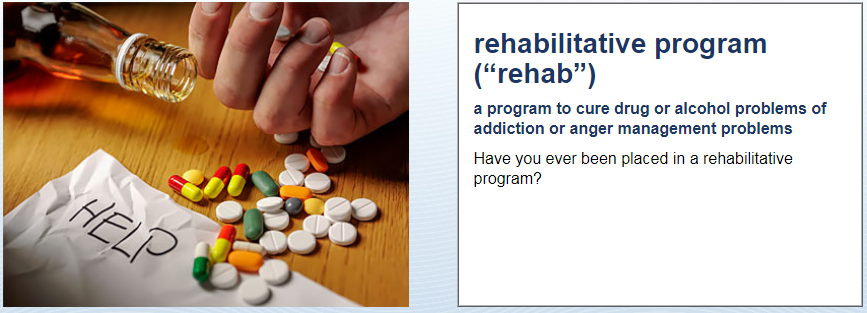 HELP
rehabilitative program
(“rehab”)
a program to cure drug or alcohol problems of
addiction or anger management problems
Have you ever been placed in a rehabilitative
program?